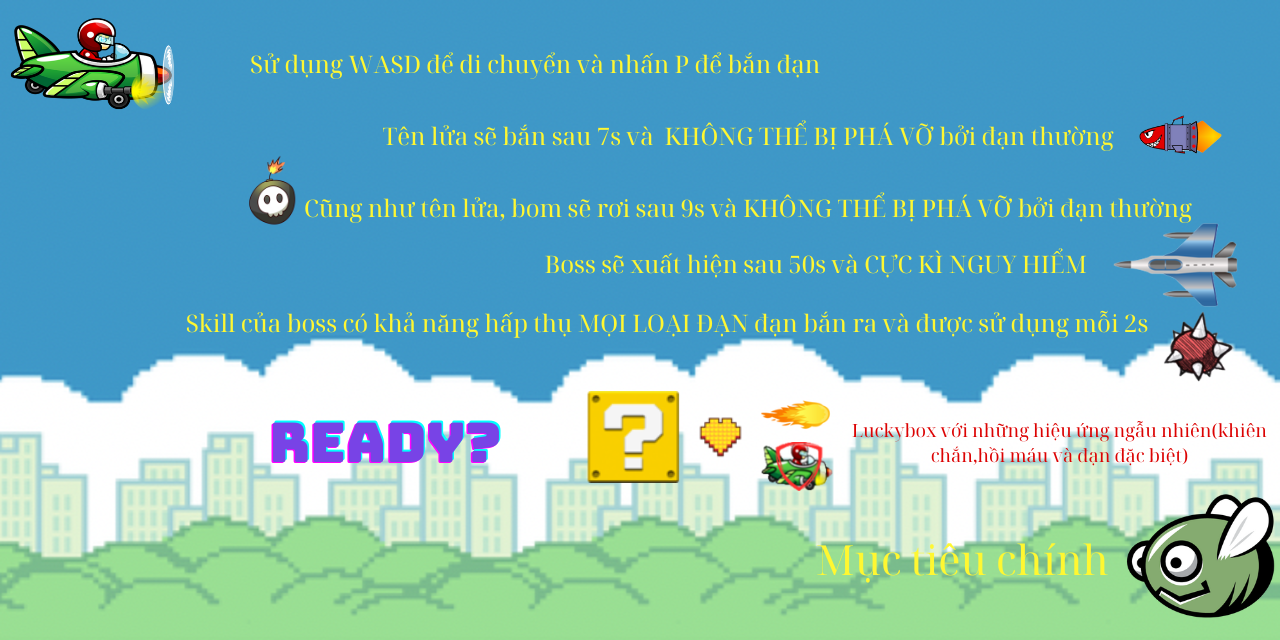 Sử dụng WASD để di chuyển và nhấn P để bắn đạn
Tên lửa sẽ bắn sau 7s và KHÔNG THỂ BỊ PHÁ VỠ bởi đạn thường
Cũng như tên lửa, bom sẽ rơi sau 9s và KHÔNG THỂ BỊ PHÁ VỠ bởi đạn thường
Boss sẽ xuất hiện sau 50s và CỰC KÌ NGUY HIỂM
Skill của boss có khả năng hấp thụ MỌI LOẠI ĐẠN đạn bắn ra và được sử dụng mỗi 2s
READY?
?
Luckybox với những hiệu ứng ngẫu nhiên(khiên
chắn,hồi máu và đạn đặc biệt)
Mục tiêu chính